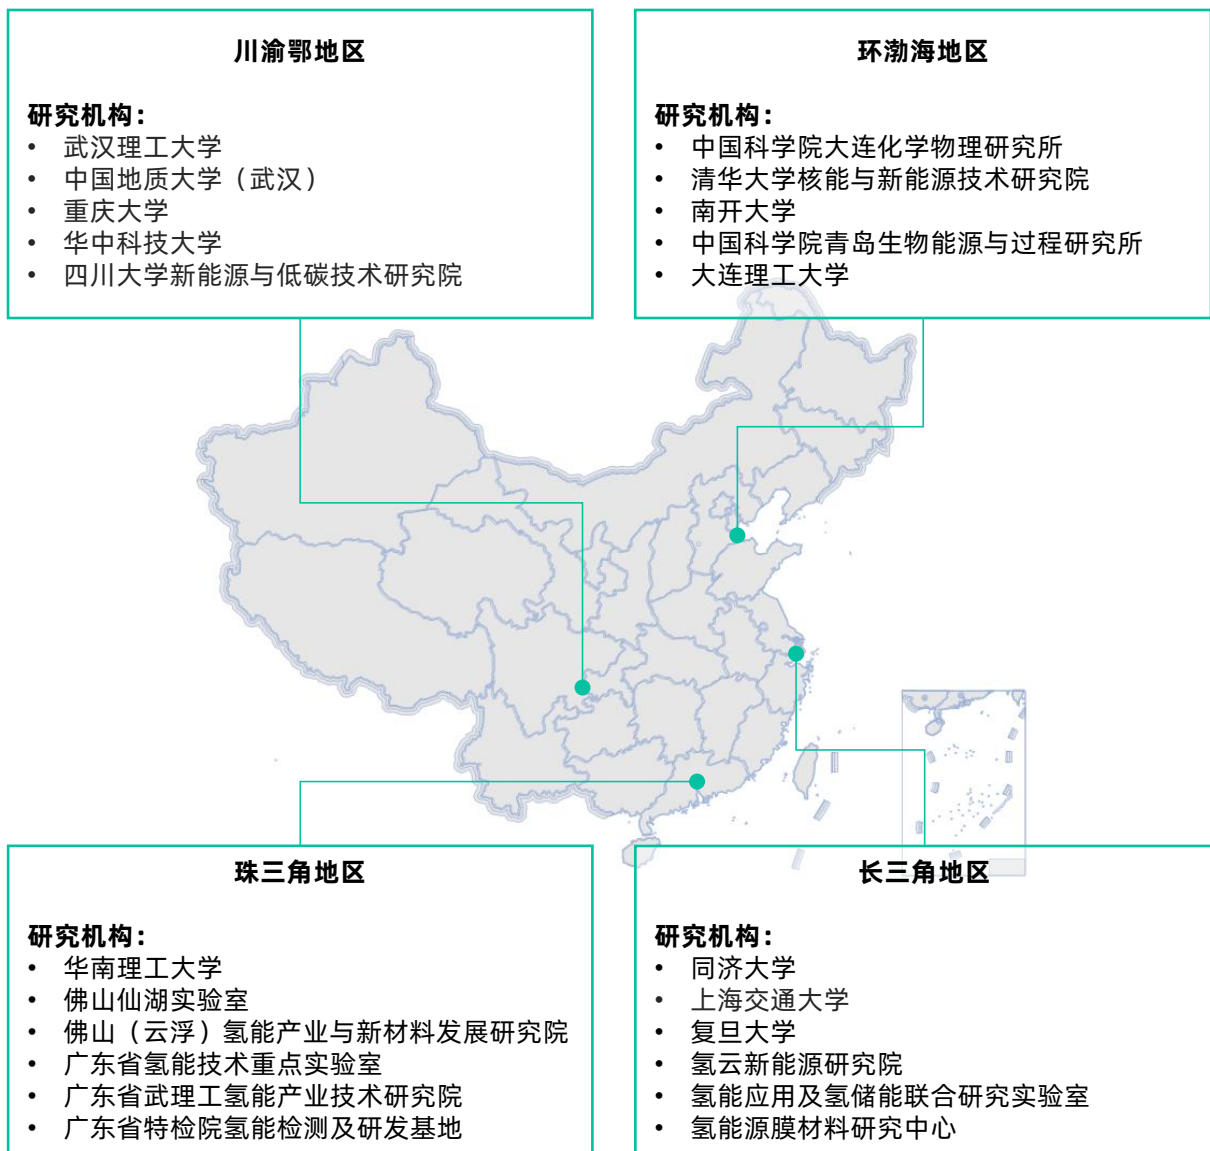 川渝鄂地区
研究机构：
• 武汉理工大学
• 中国地质大学（武汉）
• 重庆大学
• 华中科技大学
• 四川大学新能源与低碳技术研究院
环渤海地区
研究机构：
• 中国科学院大连化学物理研究所
• 清华大学核能与新能源技术研究院
• 南开大学
• 中国科学院青岛生物能源与过程研究所
• 大连理工大学
珠三角地区
研究机构：
• 华南理工大学
• 佛山仙湖实验室
• 佛山（云浮）氢能产业与新材料发展研究院
• 广东省氢能技术重点实验室
• 广东省武理工氢能产业技术研究院
• 广东省特检院氢能检测及研发基地
长三角地区
研究机构：
• 同济大学
• 上海交通大学
• 复旦大学
• 氢云新能源研究院
• 氢能应用及氢储能联合研究实验室
• 氢能源膜材料研究中心